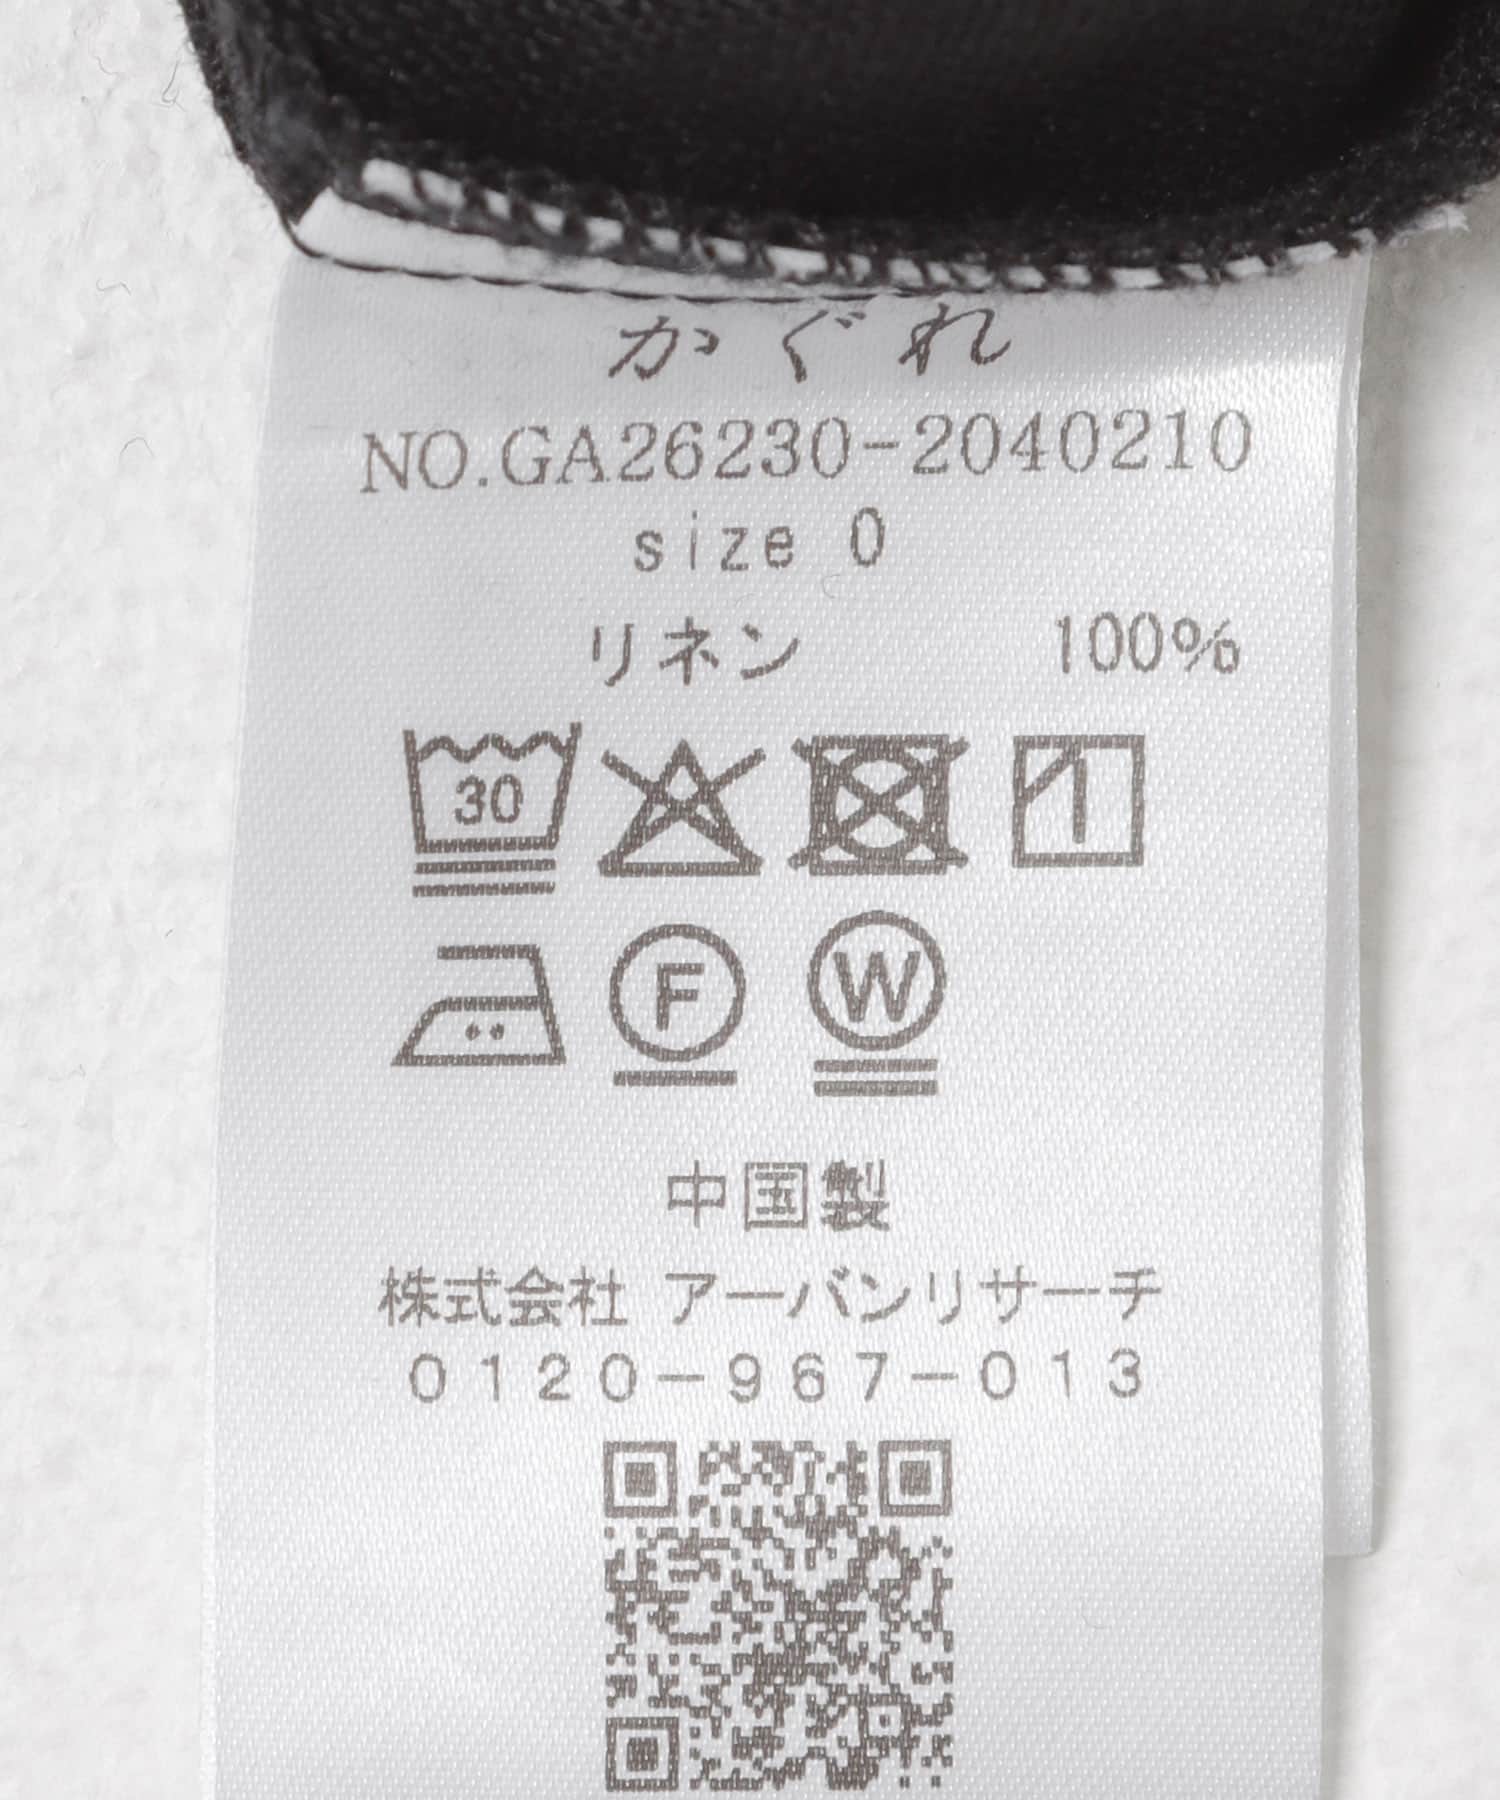 かぐれ
NO.GA26230-2040210
size 0
リネン 100%
30
F W
中国製
株式会社 アーバンリサーチ
0120-967-013